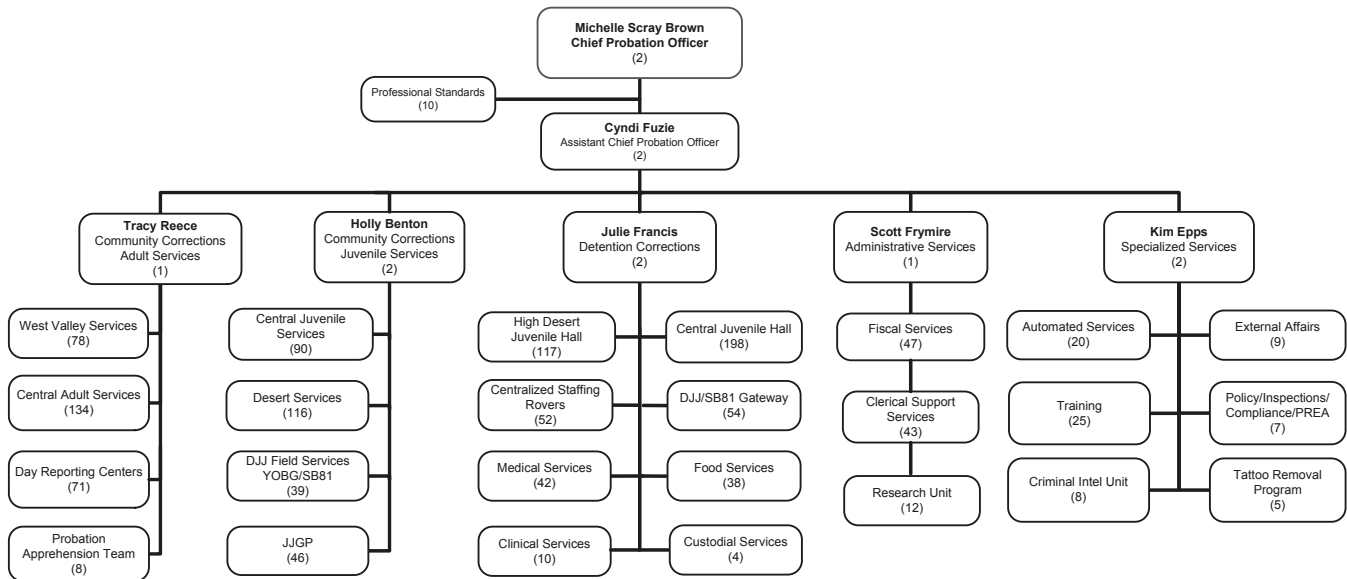 Michelle Scray Brown
Chief Probation Officer
(2)
Professional Standards
(10)
Cyndi Fuzie
Assistant Chief Probation Officer
(2)
Tracy Reece
Community Corrections
Adult Services
(1)
West Valley Services
(78)
Central Adult Services
(134)
Day Reporting Centers
(71)
Probation
Apprehension Team
(8)
Holly Benton
Community Corrections
Juvenile Services
(2)
Central Juvenile
Services
(90)
Desert Services
(116)
DJJ Field Services
YOBG/SB81
(39)
JJGP
(46)
Julie Francis
Detention Corrections
(2)
High Desert
Juvenile Hall
(117)
Central Juvenile Hall
(198)
Centralized Staffing
Rovers
(52)
DJJ/SB81 Gateway
(54)
Medical Services
(42)
Food Services
(38)
Clinical Services
(10)
Custodial Services
(4)
Scott Frymire
Administrative Services
(1)
Fiscal Services
(47)
Clerical Support
Services
(43)
Research Unit
(12)
Kim Epps
Specialized Services
(2)
Automated Services
(20)
External Affairs
(9)
Training
(25)
Policy/Inspections/
Compliance/PREA
(7)
Criminal Intel Unit
(8)
Tattoo Removal
Program
(5)